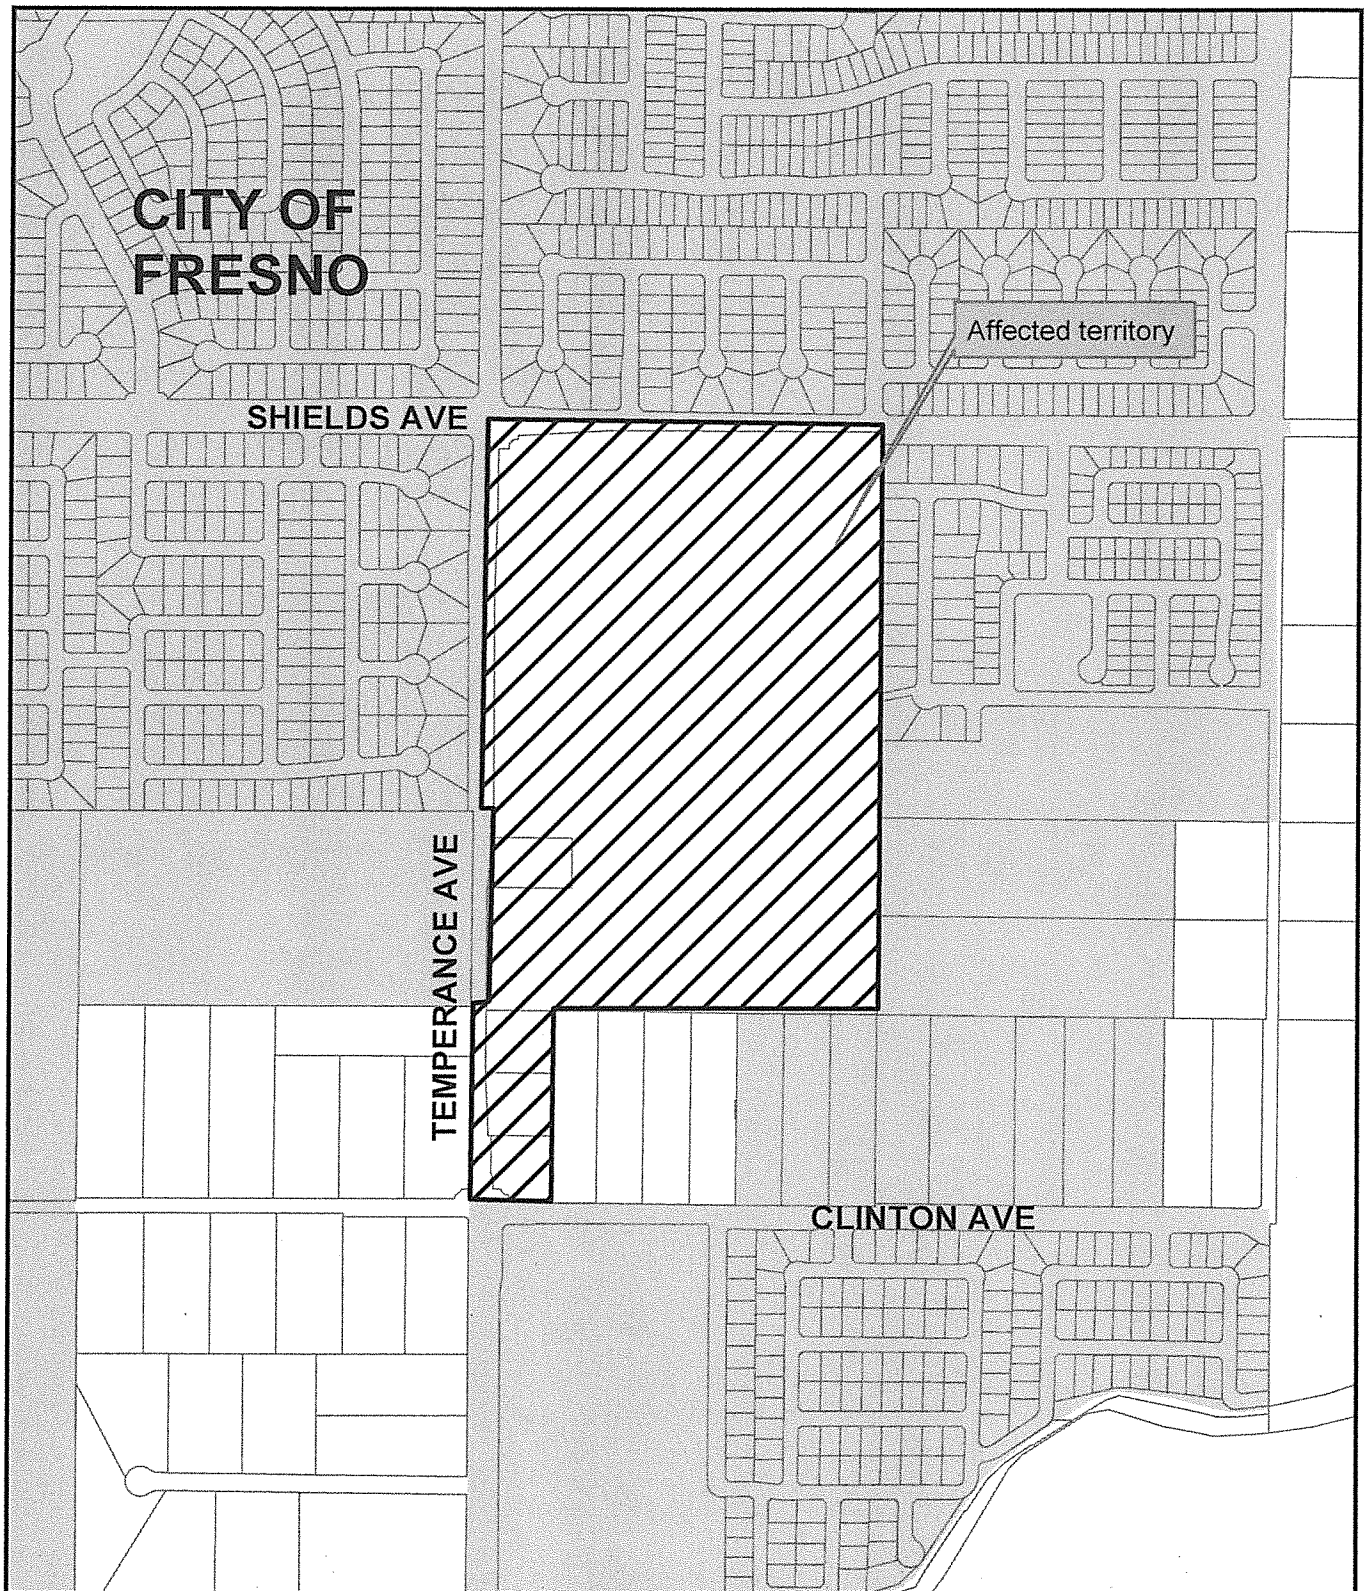 CITY OF
FRESNO
Affected territory
SHIELDS AVE
TEMPERANCE AVE
CLINTON AVE